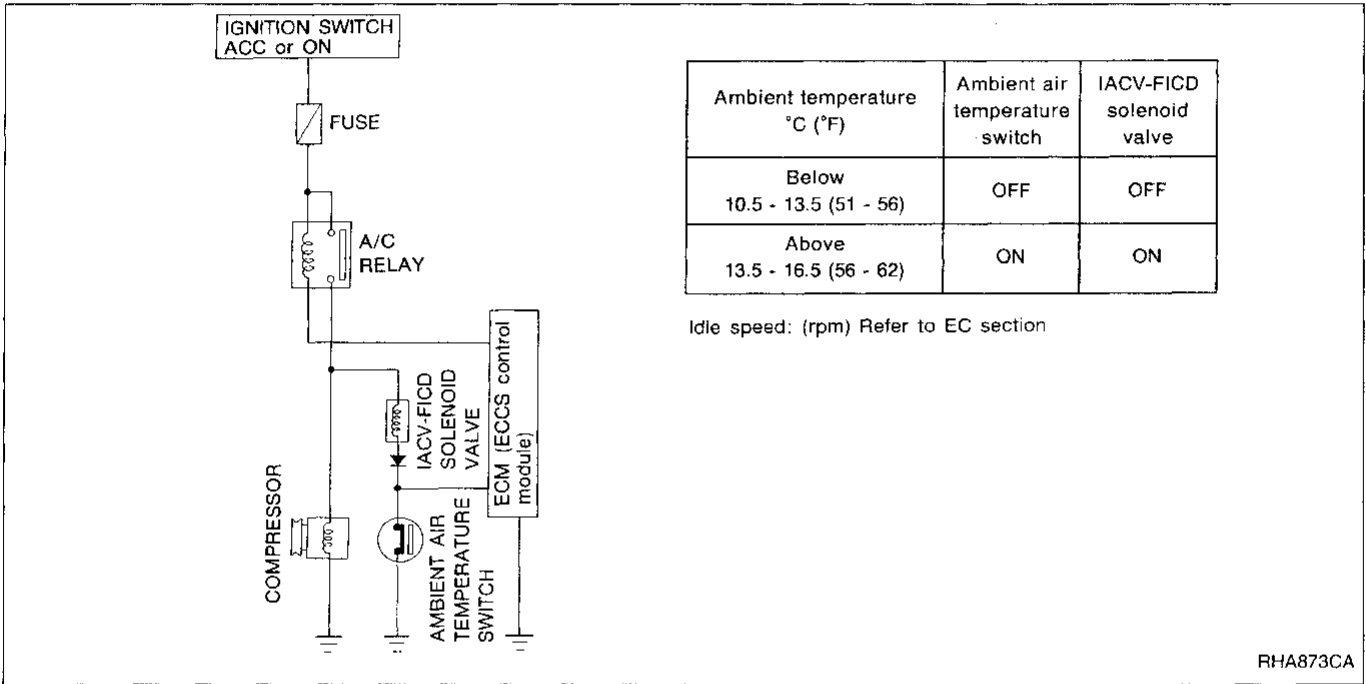 IGNITION SWITCH
ACC or ON
FUSE
A/C
RELAY
IACV-FICD
SOLENOID
VALVE
ECM (ECCS control
module)
COMPRESSOR
AMBIENT AIR
TEMPERATURE
SWITCH
Ambient temperature
°C (°F)
Ambient air
temperature
switch
IACV-FICD
solenoid
valve
Below
10.5 - 13.5 (51 - 56)
OFF
OFF
Above
13.5 - 16.5 (56 - 62)
ON
ON
Idle speed: (rpm) Refer to EC section
RHA873CA